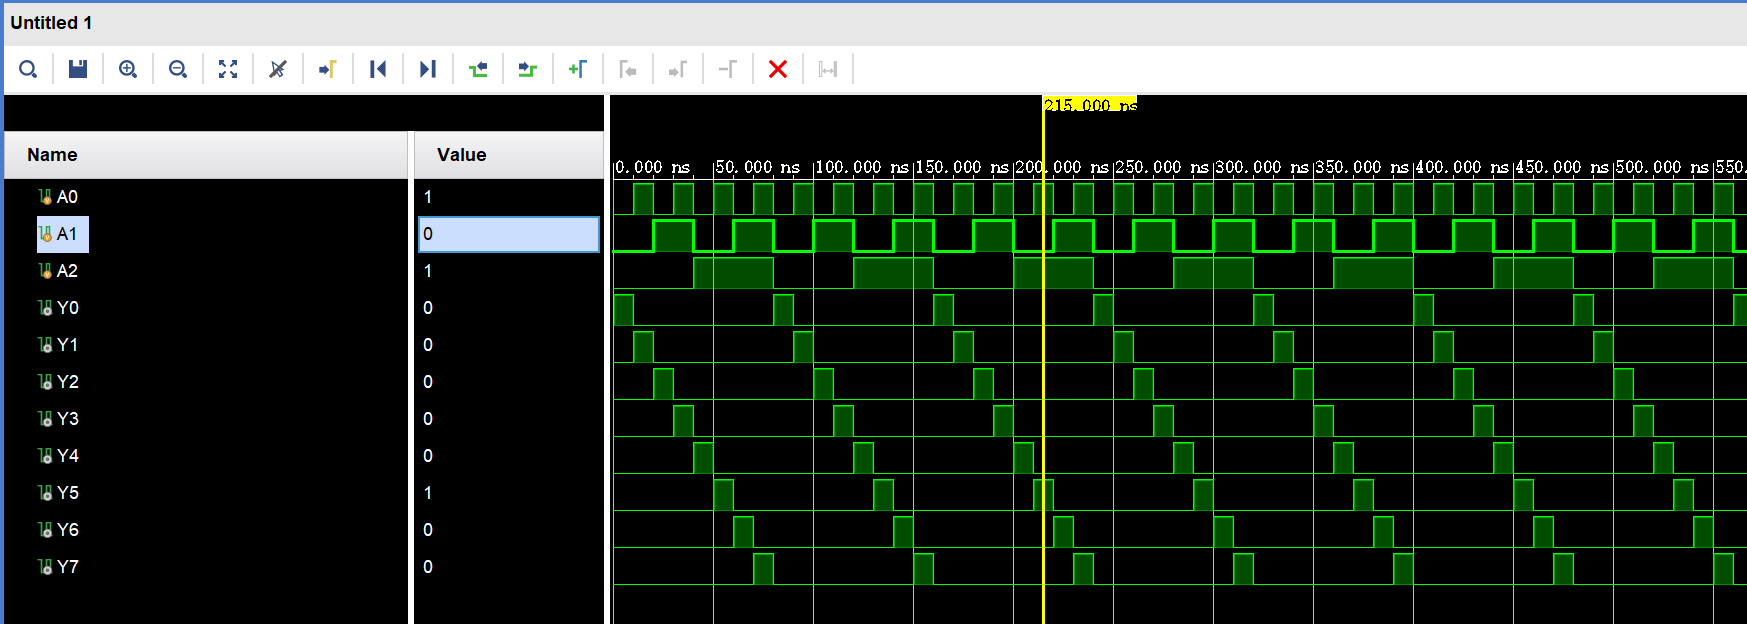 Untitled 1
215.000 ns
Name Value
0.000 ns 50.000 ns 100.000 ns 150.000 ns 200.000 ns 250.000 ns 300.000 ns 350.000 ns 400.000 ns 450.000 ns 500.000 ns 550.
A0 1
A1 0
A2 1
Y0 0
Y1 0
Y2 0
Y3 0
Y4 0
Y5 1
Y6 0
Y7 0